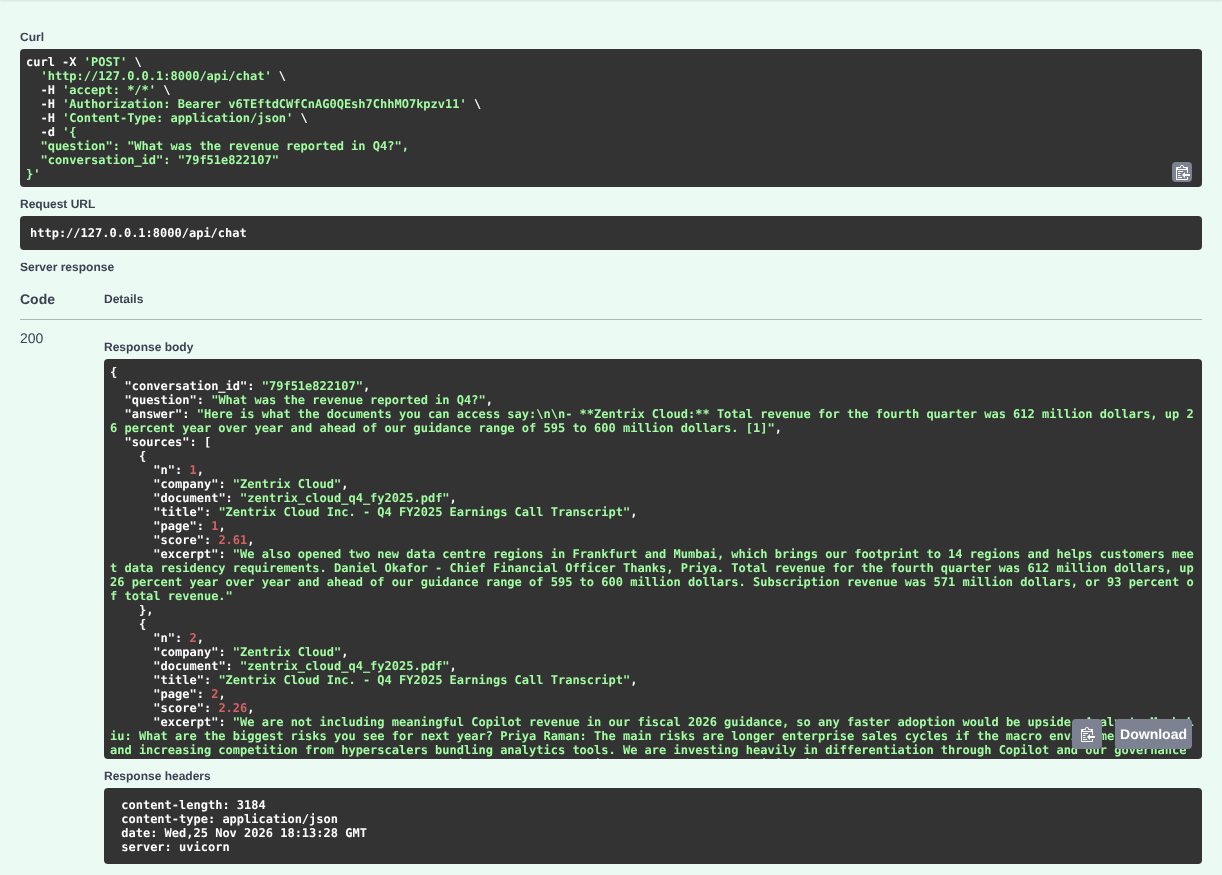 Curl
curl -X 'POST' \
  'http://127.0.0.1:8000/api/chat' \
  -H 'accept: */*' \
  -H 'Authorization: Bearer v6TEftdCWfCnAG0QEsh7ChhMO7kpzv11' \
  -H 'Content-Type: application/json' \
  -d '{
  "question": "What was the revenue reported in Q4?",
  "conversation_id": "79f51e822107"
}'
Request URL
http://127.0.0.1:8000/api/chat
Server response
Code Details
200
Response body
{
  "conversation_id": "79f51e822107",
  "question": "What was the revenue reported in Q4?",
  "answer": "Here is what the documents you can access say:\n\n- **Zentrix Cloud:** Total revenue for the fourth quarter was 612 million dollars, up 2
6 percent year over year and ahead of our guidance range of 595 to 600 million dollars. [1]",
  "sources": [
    {
      "n": 1,
      "company": "Zentrix Cloud",
      "document": "zentrix_cloud_q4_fy2025.pdf",
      "title": "Zentrix Cloud Inc. - Q4 FY2025 Earnings Call Transcript",
      "page": 1,
      "score": 2.61,
      "excerpt": "We also opened two new data centre regions in Frankfurt and Mumbai, which brings our footprint to 14 regions and helps customers mee
t data residency requirements. Daniel Okafor - Chief Financial Officer Thanks, Priya. Total revenue for the fourth quarter was 612 million dollars, up
26 percent year over year and ahead of our guidance range of 595 to 600 million dollars. Subscription revenue was 571 million dollars, or 93 percent o
f total revenue."
    },
    {
      "n": 2,
      "company": "Zentrix Cloud",
      "document": "zentrix_cloud_q4_fy2025.pdf",
      "title": "Zentrix Cloud Inc. - Q4 FY2025 Earnings Call Transcript",
      "page": 2,
      "score": 2.26,
      "excerpt": "We are not including meaningful Copilot revenue in our fiscal 2026 guidance, so any faster adoption would be upside
iu: What are the biggest risks you see for next year? Priya Raman: The main risks are longer enterprise sales cycles if the macro
and increasing competition from hyperscalers bundling analytics tools. We are investing heavily in differentiation through Copilot and our governance
Download
Response headers
content-length: 3184
content-type: application/json
date: Wed,25 Nov 2026 18:13:28 GMT
server: uvicorn